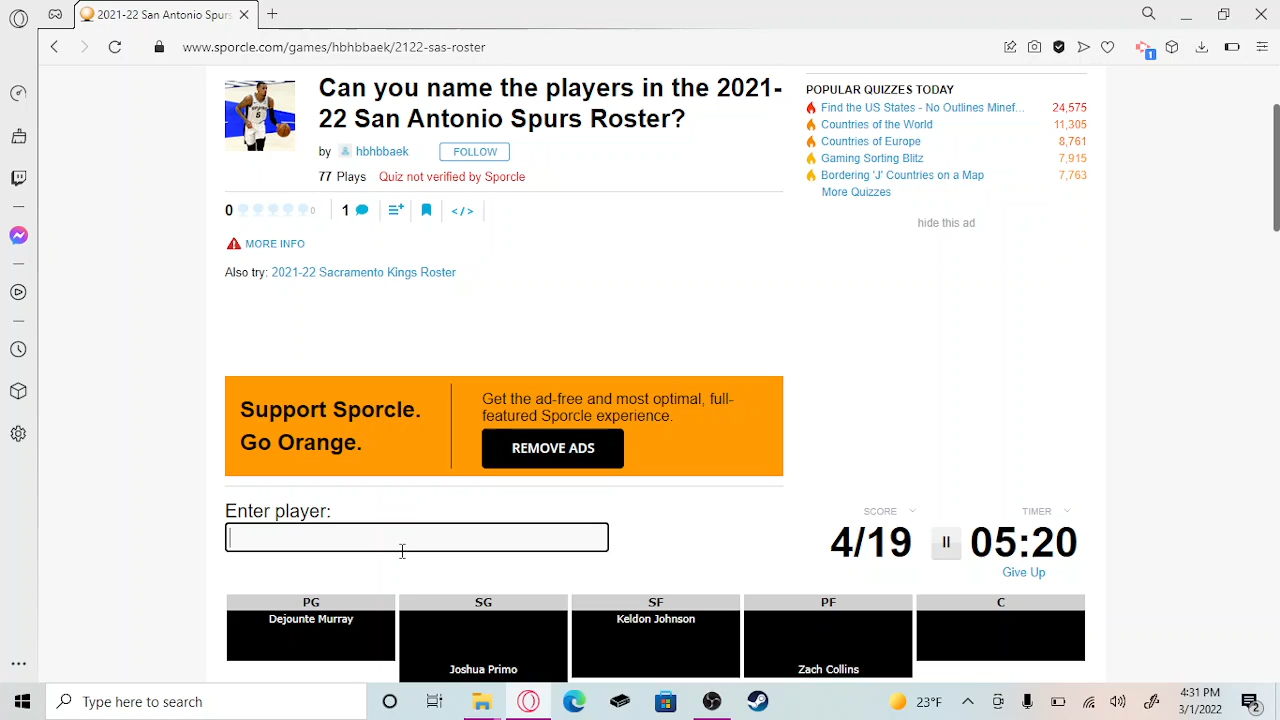 2021-22 San Antonio Spurs
www.sporcle.com/games/hbhbbaek/2122-sas-roster
1
Can you name the players in the 2021-
22 San Antonio Spurs Roster?
by hbhbbaek FOLLOW
77 Plays Quiz not verified by Sporcle
0 0 1 </>
MORE INFO
Also try: 2021-22 Sacramento Kings Roster
POPULAR QUIZZES TODAY
Find the US States - No Outlines Minef... 24,575
Countries of the World 11,305
Countries of Europe 8,761
Gaming Sorting Blitz 7,915
Bordering 'J' Countries on a Map 7,763
More Quizzes
hide this ad
Support Sporcle.
Go Orange.
Get the ad-free and most optimal, full-
featured Sporcle experience.
REMOVE ADS
Enter player:
SCORE TIMER
4/19 05:20
Give Up
PG SG SF PF C
Dejounte Murray Keldon Johnson
Joshua Primo Zach Collins
Type here to search
23°F
4:31 PM
3/1/2022
2